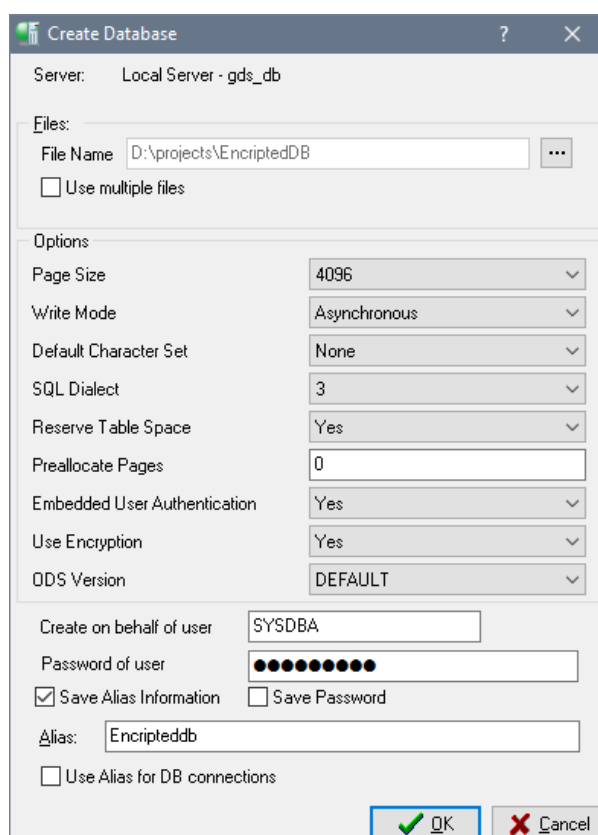 Create Database
Server: Local Server - gds_db
Files:
File Name D:\projects\EncriptedDB ...
Use multiple files
Options
Page Size 4096
Write Mode Asynchronous
Default Character Set None
SQL Dialect 3
Reserve Table Space Yes
Preallocate Pages 0
Embedded User Authentication Yes
Use Encryption Yes
ODS Version DEFAULT
Create on behalf of user SYSDBA
Password of user ●●●●●●●●●
Save Alias Information Save Password
Alias: Encripteddb
Use Alias for DB connections
OK Cancel